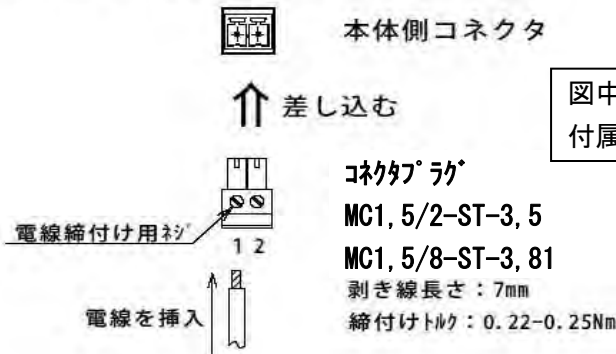 本体側コネクタ
差し込む
図中
付属
コネクタプラグ
MC1,5/2-ST-3,5
電線締付け用ネジ
1 2
MC1,5/8-ST-3,81
剥き線長さ：7mm
電線を挿入
締付けトルク：0.22-0.25Nm